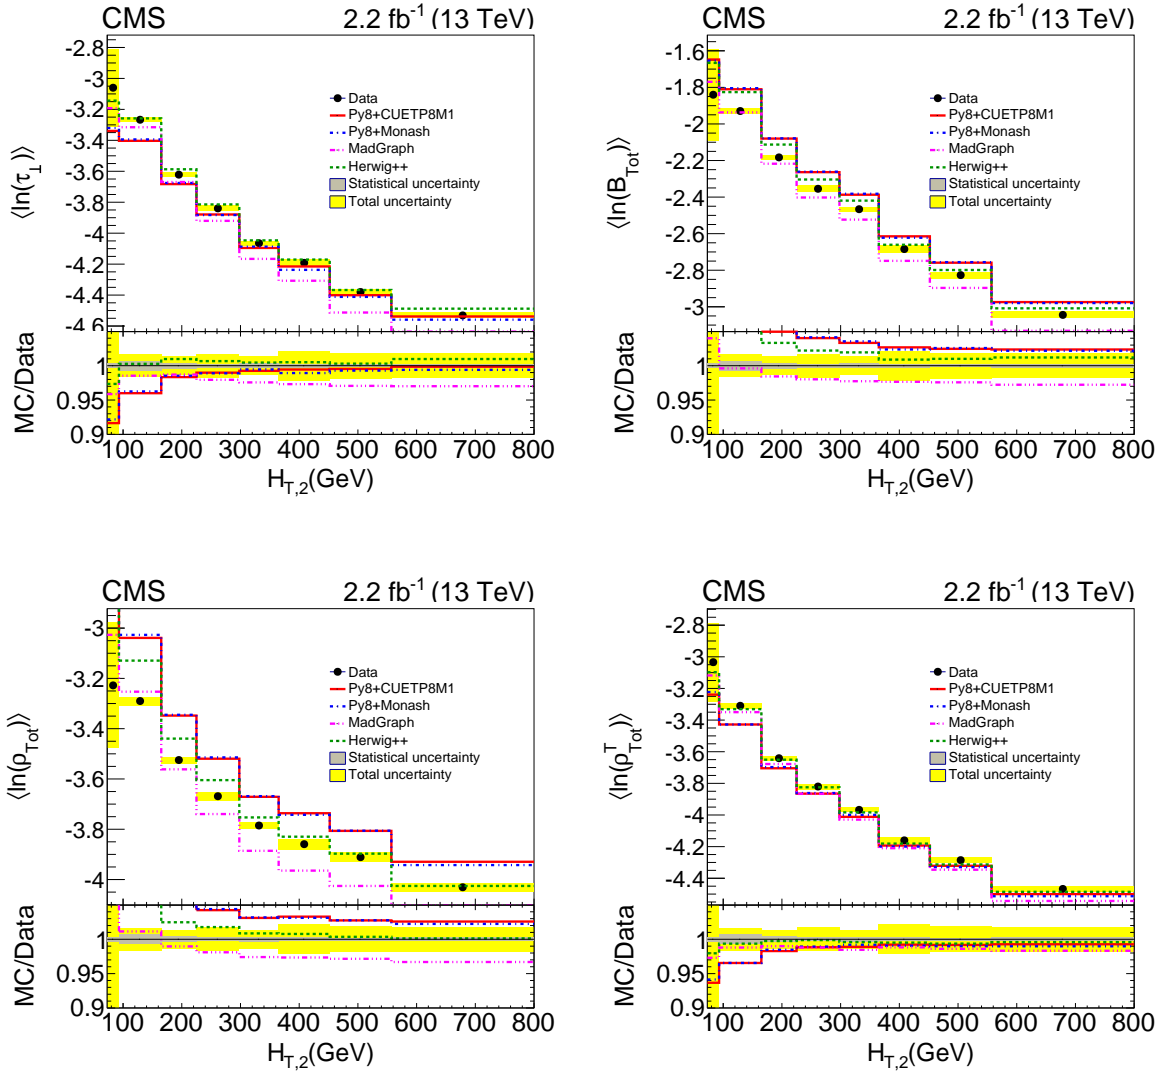 CMS 2.2 fb⁻¹ (13 TeV)
⟨ln(τ⊥)⟩
-2.8
-3
-3.2
-3.4
-3.6
-3.8
-4
-4.2
-4.4
-4.6
Data
Py8+CUETP8M1
Py8+Monash
MadGraph
Herwig++
Statistical uncertainty
Total uncertainty
MC/Data
1
0.95
0.9
100 200 300 400 500 600 700 800
H_T,2(GeV)
CMS 2.2 fb⁻¹ (13 TeV)
⟨ln(B_Tot)⟩
-1.6
-1.8
-2
-2.2
-2.4
-2.6
-2.8
-3
Data
Py8+CUETP8M1
Py8+Monash
MadGraph
Herwig++
Statistical uncertainty
Total uncertainty
MC/Data
1
0.95
0.9
100 200 300 400 500 600 700 800
H_T,2(GeV)
CMS 2.2 fb⁻¹ (13 TeV)
⟨ln(ρ_Tot)⟩
-3
-3.2
-3.4
-3.6
-3.8
-4
Data
Py8+CUETP8M1
Py8+Monash
MadGraph
Herwig++
Statistical uncertainty
Total uncertainty
MC/Data
1
0.95
0.9
100 200 300 400 500 600 700 800
H_T,2(GeV)
CMS 2.2 fb⁻¹ (13 TeV)
⟨ln(ρ^T_Tot)⟩
-2.8
-3
-3.2
-3.4
-3.6
-3.8
-4
-4.2
-4.4
Data
Py8+CUETP8M1
Py8+Monash
MadGraph
Herwig++
Statistical uncertainty
Total uncertainty
MC/Data
1
0.95
0.9
100 200 300 400 500 600 700 800
H_T,2(GeV)